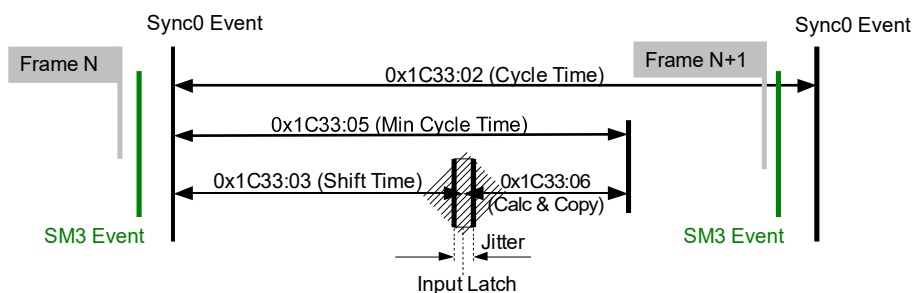 Sync0 Event
Sync0 Event
Frame N
Frame N+1
0x1C33:02 (Cycle Time)
0x1C33:05 (Min Cycle Time)
0x1C33:03 (Shift Time)
0x1C33:06
(Calc & Copy)
SM3 Event
SM3 Event
Jitter
Input Latch